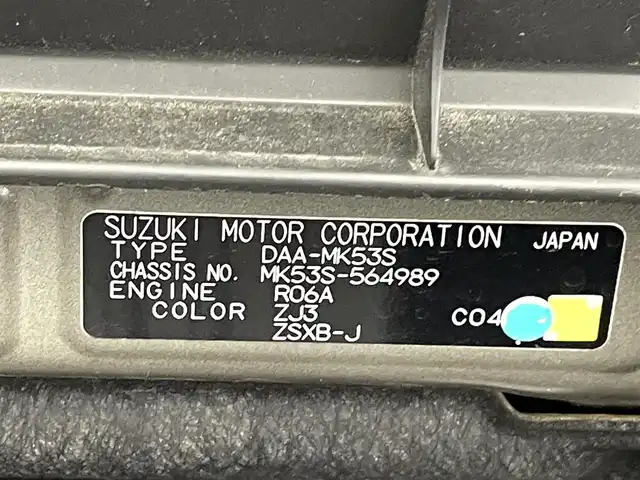 SUZUKI MOTOR CORPORATION JAPAN
TYPE DAA-MK53S
CHASSIS NO. MK53S-564989
ENGINE R06A
COLOR ZJ3 C04
ZSXB-J